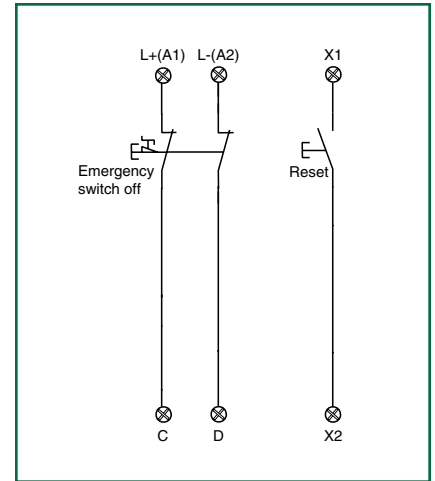 L+(A1) L-(A2) X1
Emergency
switch off
Reset
C D X2